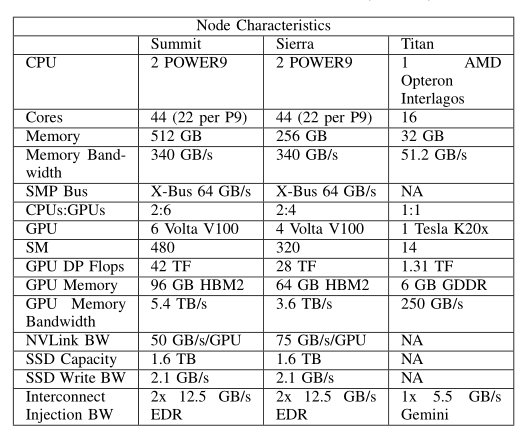 Node Characteristics
Summit Sierra Titan
CPU 2 POWER9 2 POWER9 1 AMD
Opteron
Interlagos
Cores 44 (22 per P9) 44 (22 per P9) 16
Memory 512 GB 256 GB 32 GB
Memory Band- 340 GB/s 340 GB/s 51.2 GB/s
width
SMP Bus X-Bus 64 GB/s X-Bus 64 GB/s NA
CPUs:GPUs 2:6 2:4 1:1
GPU 6 Volta V100 4 Volta V100 1 Tesla K20x
SM 480 320 14
GPU DP Flops 42 TF 28 TF 1.31 TF
GPU Memory 96 GB HBM2 64 GB HBM2 6 GB GDDR
GPU Memory 5.4 TB/s 3.6 TB/s 250 GB/s
Bandwidth
NVLink BW 50 GB/s/GPU 75 GB/s/GPU NA
SSD Capacity 1.6 TB 1.6 TB NA
SSD Write BW 2.1 GB/s 2.1 GB/s NA
Interconnect 2x 12.5 GB/s 2x 12.5 GB/s 1x 5.5 GB/s
Injection BW EDR EDR Gemini